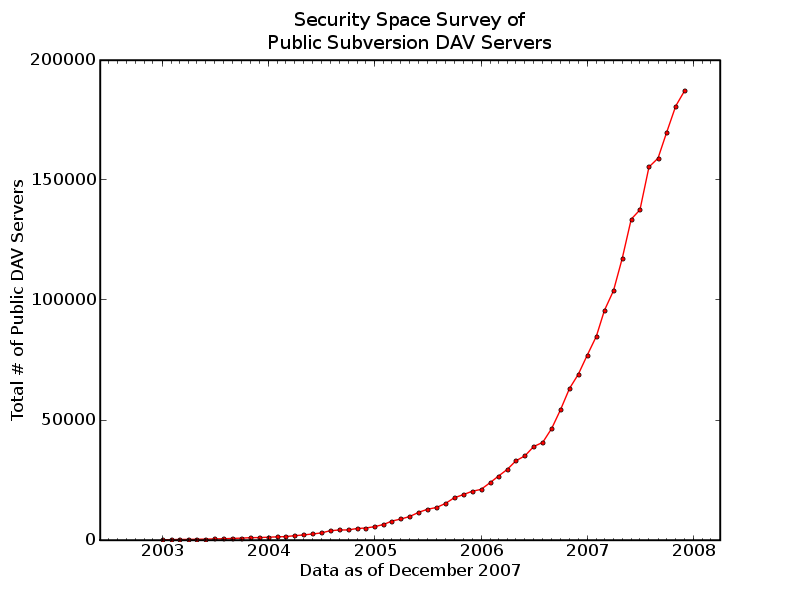 Security Space Survey of
Public Subversion DAV Servers
Total # of Public DAV Servers
200000
150000
100000
50000
0
2003 2004 2005 2006 2007 2008
Data as of December 2007